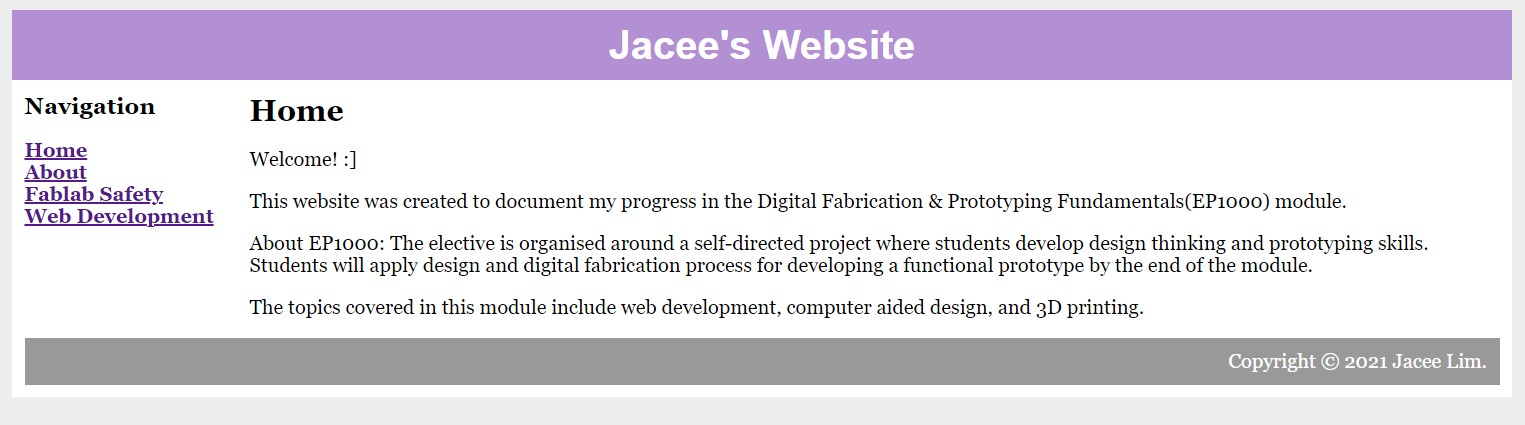 Jacee's Website
Navigation
Home
About
Fablab Safety
Web Development
Home
Welcome! :]
This website was created to document my progress in the Digital Fabrication & Prototyping Fundamentals(EP1000) module.
About EP1000: The elective is organised around a self-directed project where students develop design thinking and prototyping skills.
Students will apply design and digital fabrication process for developing a functional prototype by the end of the module.
The topics covered in this module include web development, computer aided design, and 3D printing.
Copyright © 2021 Jacee Lim.